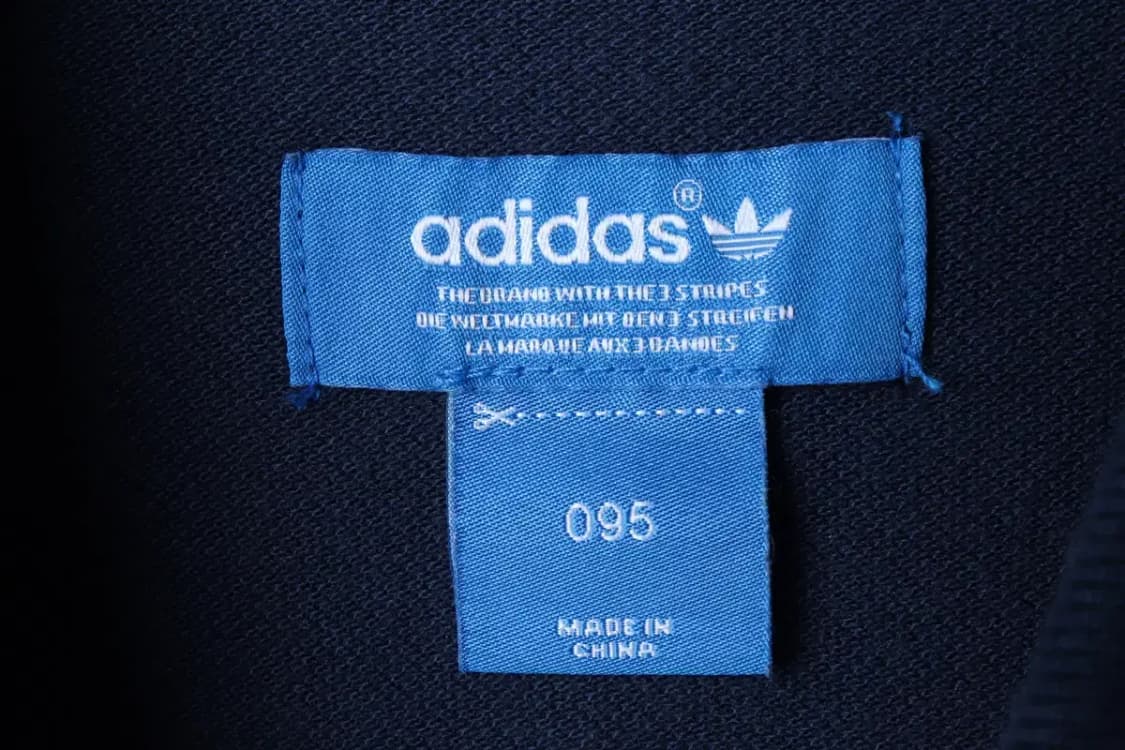 adidas®
THE BRAND WITH THE 3 STRIPES
DIE WELTMARKE MIT DEN 3 STREIFEN
LA MARQUE AUX 3 BANDES
095
MADE IN
CHINA